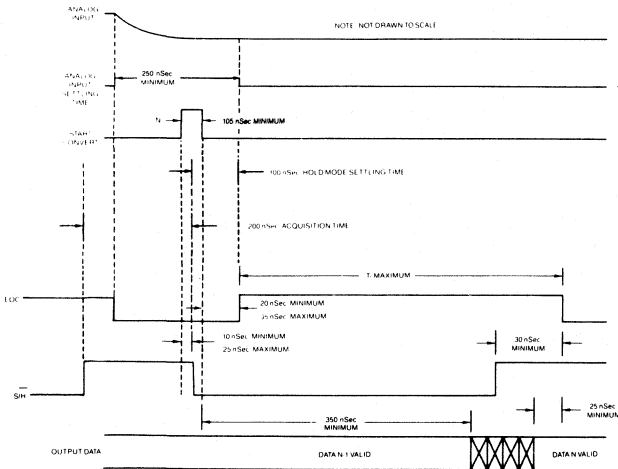 ANALOG
INPUT
NOTE: NOT DRAWN TO SCALE
ANALOG
INPUT
SETTLING
TIME
250 nSec
MINIMUM
N
105 nSec MINIMUM
START
CONVERT
100 nSec HOLD MODE SETTLING TIME
200 nSec ACQUISITION TIME
T MAXIMUM
EOC
20 nSec MINIMUM
35 nSec MAXIMUM
10 nSec MINIMUM
25 nSec MAXIMUM
30 nSec
MINIMUM
S/H
350 nSec
MINIMUM
25 nSec
MINIMUM
OUTPUT DATA
DATA N-1 VALID
DATA N VALID